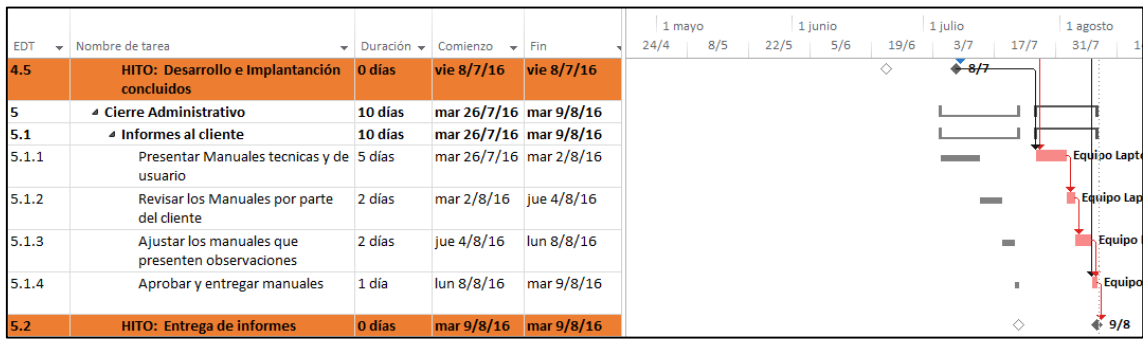 1 mayo 1 junio 1 julio 1 agosto
EDT Nombre de tarea Duración Comienzo Fin 24/4 8/5 22/5 5/6 19/6 3/7 17/7 31/7
4.5 HITO: Desarrollo e Implantanción 0 días vie 8/7/16 vie 8/7/16 8/7
concluidos
5 Cierre Administrativo 10 días mar 26/7/16 mar 9/8/16
5.1 Informes al cliente 10 días mar 26/7/16 mar 9/8/16
5.1.1 Presentar Manuales tecnicas y de 5 días mar 26/7/16 mar 2/8/16 Equipo Lapt
usuario
5.1.2 Revisar los Manuales por parte 2 días mar 2/8/16 jue 4/8/16 Equipo Lap
del cliente
5.1.3 Ajustar los manuales que 2 días jue 4/8/16 lun 8/8/16 Equipo
presenten observaciones
5.1.4 Aprobar y entregar manuales 1 día lun 8/8/16 mar 9/8/16 Equipo
5.2 HITO: Entrega de informes 0 días mar 9/8/16 mar 9/8/16 9/8